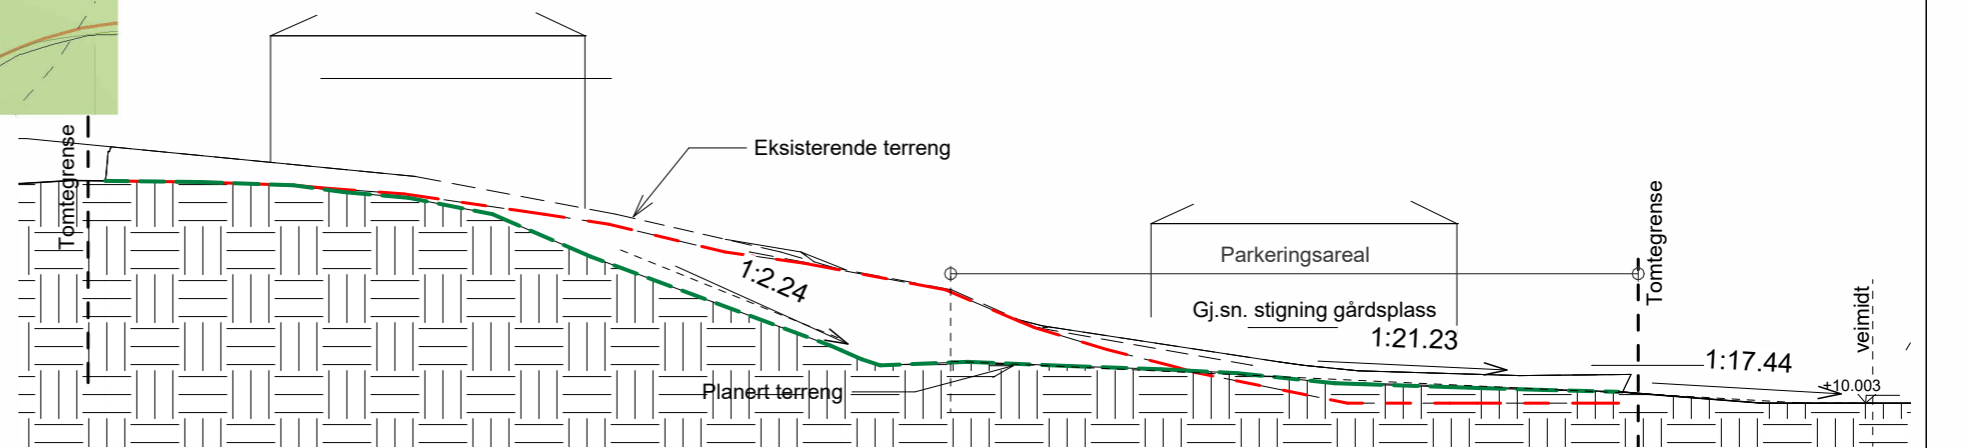 Tomtegrense
Eksisterende terreng
1:2.24
Parkeringsareal
Tomtegrense
Gj.sn. stigning gårdsplass
1:21.23
veimidt
1:17.44
+10.003
Planert terreng